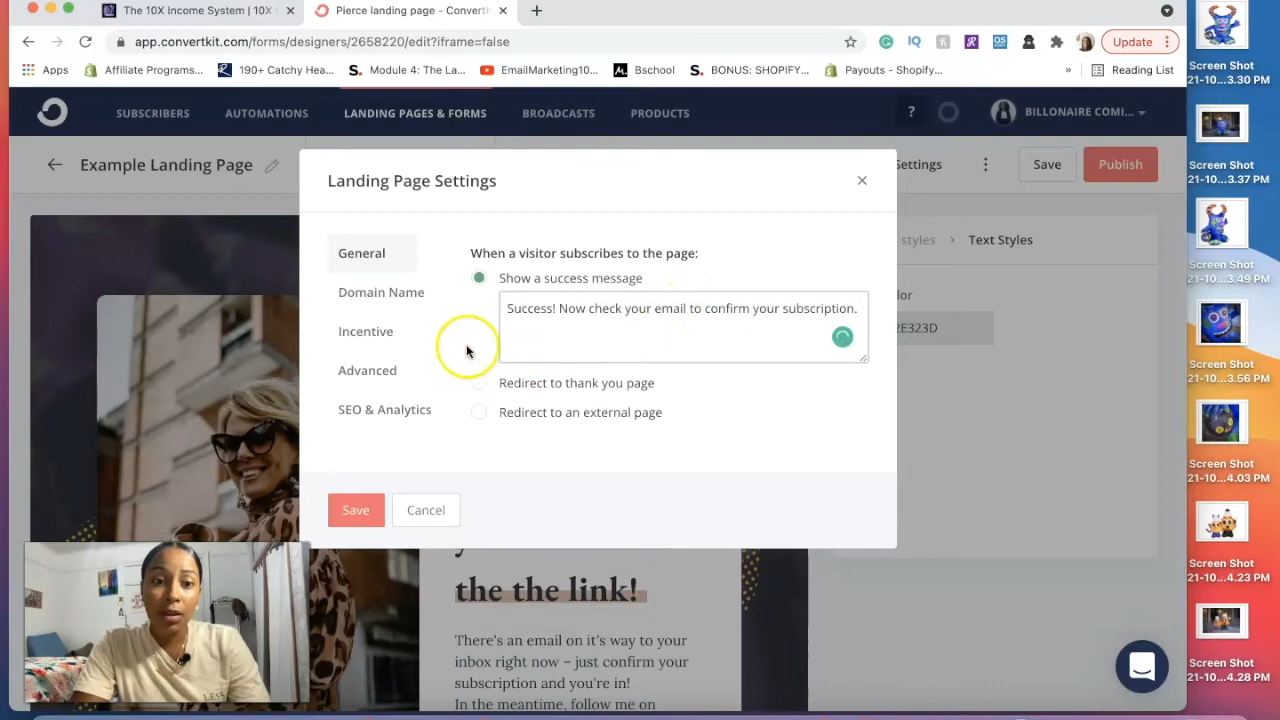 The 10X Income System | 10X
Pierce landing page - ConvertK
app.convertkit.com/forms/designers/2658220/edit?iframe=false
Update
Apps
Affiliate Programs...
190+ Catchy Hea...
Module 4: The La...
EmailMarketing10...
Bschool
BONUS: SHOPIFY...
Payouts - Shopify...
»
Reading List
SUBSCRIBERS
AUTOMATIONS
LANDING PAGES & FORMS
BROADCASTS
PRODUCTS
?
BILLONAIRE COMI...
Example Landing Page
Settings
Save
Publish
Landing Page Settings
General
Domain Name
Incentive
Advanced
SEO & Analytics
When a visitor subscribes to the page:
Show a success message
Success! Now check your email to confirm your subscription.
Redirect to thank you page
Redirect to an external page
Save
Cancel
styles
Text Styles
lor
2E323D
the the link!
There's an email on it's way to your
inbox right now – just confirm your
subscription and you're in!
In the meantime, follow me on
LESS
Screen Shot
21-10...3.30 PM
Screen Shot
21-10...3.37 PM
Screen Shot
21-10...3.49 PM
Screen Shot
21-10...3.56 PM
Screen Shot
21-10...4.03 PM
Screen Shot
21-10...4.23 PM
Screen Shot
21-10...4.28 PM